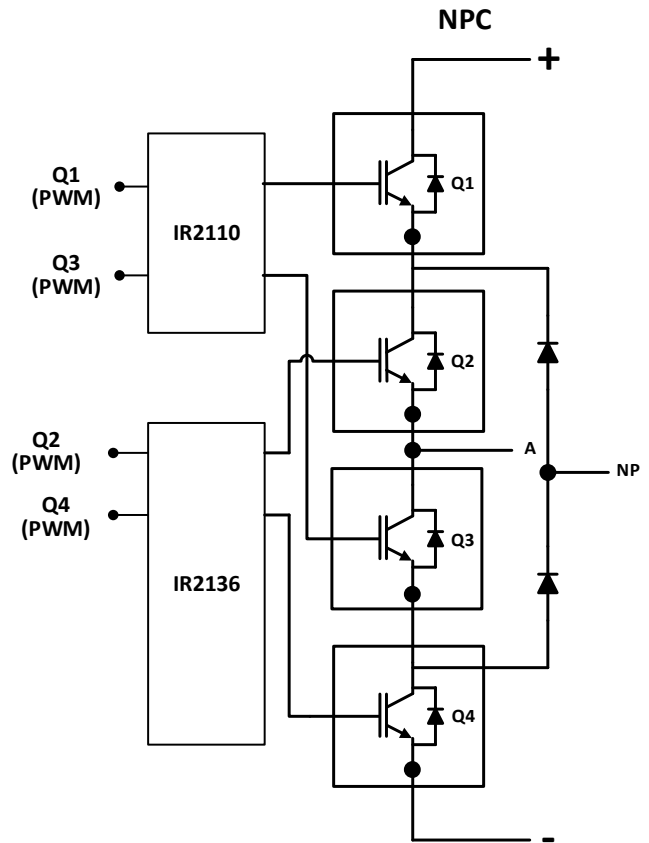 NPC
+
Q1
(PWM)
Q3
(PWM)
IR2110
Q1
Q2
A
NP
Q2
(PWM)
Q4
(PWM)
IR2136
Q3
Q4
-